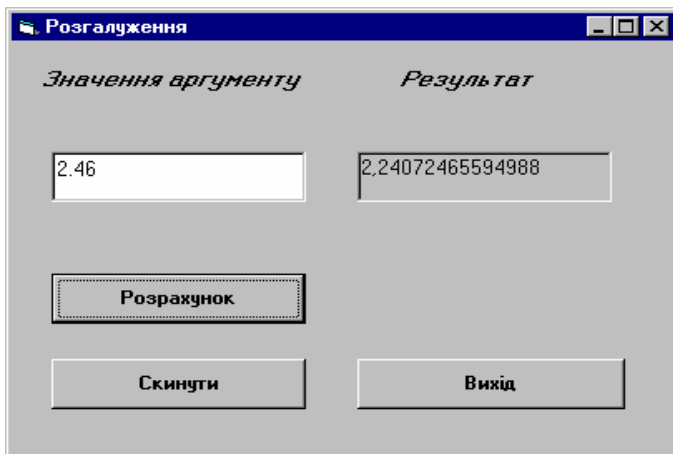 Розгалуження
Значення аргументу Результат
2.46 2,24072465594988
Розрахунок
Скинути Вихід